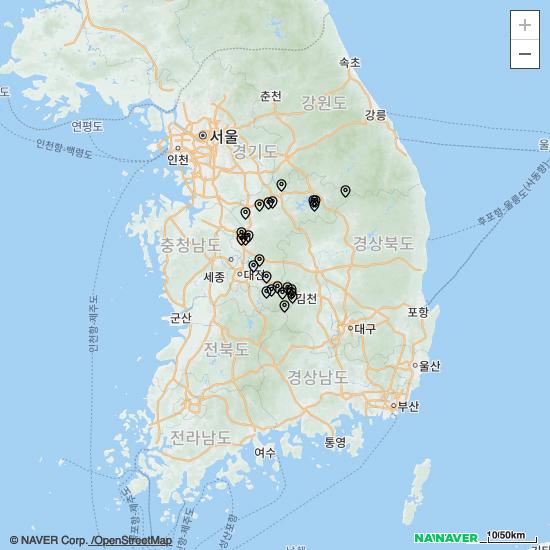 +
−
속초
춘천
강원도
강릉
도
연평도
서울
울
인천
인천항-백령도
경기도
후포항-울릉도(사동항)
충청남도
경상북도
세종
대전
김천
군산
포항
대구
인천항-제주도
전북도
울산
경상남도
부산
전라남도
통영
여수
© NAVER Corp. /OpenStreetMap
NA\NAVER
10/50km